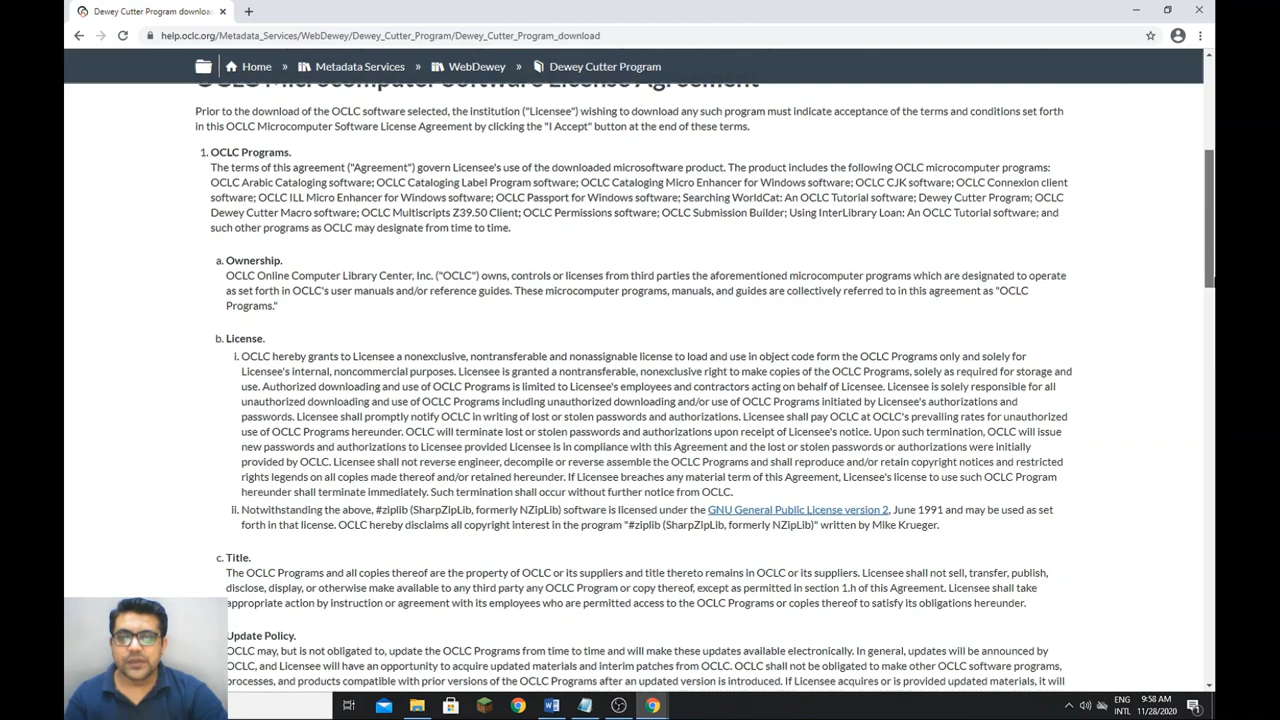 Dewey Cutter Program downloa
help.oclc.org/Metadata_Services/WebDewey/Dewey_Cutter_Program/Dewey_Cutter_Program_download
Home » Metadata Services » WebDewey » Dewey Cutter Program
OCLC Microcomputer Software License Agreement
Prior to the download of the OCLC software selected, the institution ("Licensee") wishing to download any such program must indicate acceptance of the terms and conditions set forth
in this OCLC Microcomputer Software License Agreement by clicking the "I Accept" button at the end of these terms.
1. OCLC Programs.
The terms of this agreement ("Agreement") govern Licensee's use of the downloaded microsoftware product. The product includes the following OCLC microcomputer programs:
OCLC Arabic Cataloging software; OCLC Cataloging Label Program software; OCLC Cataloging Micro Enhancer for Windows software; OCLC CJK software; OCLC Connexion client
software; OCLC ILL Micro Enhancer for Windows software; OCLC Passport for Windows software; Searching WorldCat: An OCLC Tutorial software; Dewey Cutter Program; OCLC
Dewey Cutter Macro software; OCLC Multiscripts Z39.50 Client; OCLC Permissions software; OCLC Submission Builder; Using InterLibrary Loan: An OCLC Tutorial software; and
such other programs as OCLC may designate from time to time.
a. Ownership.
OCLC Online Computer Library Center, Inc. ("OCLC") owns, controls or licenses from third parties the aforementioned microcomputer programs which are designated to operate
as set forth in OCLC's user manuals and/or reference guides. These microcomputer programs, manuals, and guides are collectively referred to in this agreement as "OCLC
Programs."
b. License.
i. OCLC hereby grants to Licensee a nonexclusive, nontransferable and nonassignable license to load and use in object code form the OCLC Programs only and solely for
Licensee's internal, noncommercial purposes. Licensee is granted a nontransferable, nonexclusive right to make copies of the OCLC Programs, solely as required for storage and
use. Authorized downloading and use of OCLC Programs is limited to Licensee's employees and contractors acting on behalf of Licensee. Licensee is solely responsible for all
unauthorized downloading and use of OCLC Programs including unauthorized downloading and/or use of OCLC Programs initiated by Licensee's authorizations and
passwords. Licensee shall promptly notify OCLC in writing of lost or stolen passwords and authorizations. Licensee shall pay OCLC at OCLC's prevailing rates for unauthorized
use of OCLC Programs hereunder. OCLC will terminate lost or stolen passwords and authorizations upon receipt of Licensee's notice. Upon such termination, OCLC will issue
new passwords and authorizations to Licensee provided Licensee is in compliance with this Agreement and the lost or stolen passwords or authorizations were initially
provided by OCLC. Licensee shall not reverse engineer, decompile or reverse assemble the OCLC Programs and shall reproduce and/or retain copyright notices and restricted
rights legends on all copies made thereof and/or retained hereunder. If Licensee breaches any material term of this Agreement, Licensee's license to use such OCLC Program
hereunder shall terminate immediately. Such termination shall occur without further notice from OCLC.
ii. Notwithstanding the above, #ziplib (SharpZipLib, formerly NZipLib) software is licensed under the GNU General Public License version 2, June 1991 and may be used as set
forth in that license. OCLC hereby disclaims all copyright interest in the program "#ziplib (SharpZipLib, formerly NZipLib)" written by Mike Krueger.
c. Title.
The OCLC Programs and all copies thereof are the property of OCLC or its suppliers and title thereto remains in OCLC or its suppliers. Licensee shall not sell, transfer, publish,
disclose, display, or otherwise make available to any third party any OCLC Program or copy thereof, except as permitted in section 1.h of this Agreement. Licensee shall take
appropriate action by instruction or agreement with its employees who are permitted access to the OCLC Programs or copies thereof to satisfy its obligations hereunder.
Update Policy.
OCLC may, but is not obligated to, update the OCLC Programs from time to time and will make these updates available electronically. In general, updates will be announced by
OCLC, and Licensee will have an opportunity to acquire updated materials and interim patches from OCLC. OCLC shall not be obligated to make other OCLC software programs,
processes, and products compatible with prior versions of the OCLC Programs after an updated version is introduced. If Licensee acquires or is provided updated materials, it will
ENG
INTL
9:58 AM
11/28/2020
1